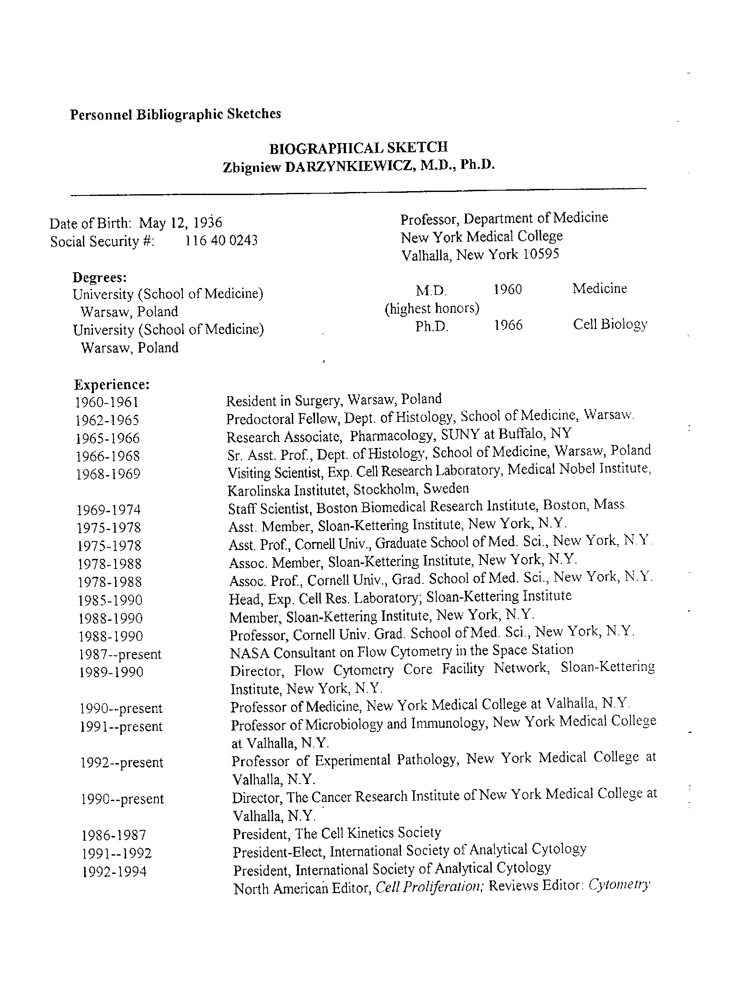 Personnel Bibliographic Sketches
BIOGRAPHICAL SKETCH
Zbigniew DARZYNKIEWICZ, M.D., Ph.D.
Date of Birth: May 12, 1936
Social Security #: 116 40 0243
Professor, Department of Medicine
New York Medical College
Valhalla, New York 10595
Degrees:
University (School of Medicine) M.D. 1960 Medicine
Warsaw, Poland (highest honors)
University (School of Medicine) Ph.D. 1966 Cell Biology
Warsaw, Poland
Experience:
1960-1961 Resident in Surgery, Warsaw, Poland
1962-1965 Predoctoral Fellow, Dept. of Histology, School of Medicine, Warsaw.
1965-1966 Research Associate, Pharmacology, SUNY at Buffalo, NY
1966-1968 Sr. Asst. Prof., Dept. of Histology, School of Medicine, Warsaw, Poland
1968-1969 Visiting Scientist, Exp. Cell Research Laboratory, Medical Nobel Institute,
Karolinska Institutet, Stockholm, Sweden
1969-1974 Staff Scientist, Boston Biomedical Research Institute, Boston, Mass.
1975-1978 Asst. Member, Sloan-Kettering Institute, New York, N.Y.
1975-1978 Asst. Prof., Cornell Univ., Graduate School of Med. Sci., New York, N.Y.
1978-1988 Assoc. Member, Sloan-Kettering Institute, New York, N.Y.
1978-1988 Assoc. Prof., Cornell Univ., Grad. School of Med. Sci., New York, N.Y.
1985-1990 Head, Exp. Cell Res. Laboratory; Sloan-Kettering Institute
1988-1990 Member, Sloan-Kettering Institute, New York, N.Y.
1988-1990 Professor, Cornell Univ. Grad. School of Med. Sci., New York, N.Y.
1987--present NASA Consultant on Flow Cytometry in the Space Station
1989-1990 Director, Flow Cytometry Core Facility Network, Sloan-Kettering
Institute, New York, N.Y.
1990--present Professor of Medicine, New York Medical College at Valhalla, N.Y.
1991--present Professor of Microbiology and Immunology, New York Medical College
at Valhalla, N.Y.
1992--present Professor of Experimental Pathology, New York Medical College at
Valhalla, N.Y.
1990--present Director, The Cancer Research Institute of New York Medical College at
Valhalla, N.Y.
1986-1987 President, The Cell Kinetics Society
1991--1992 President-Elect, International Society of Analytical Cytology
1992-1994 President, International Society of Analytical Cytology
North American Editor, Cell Proliferation; Reviews Editor: Cytometry